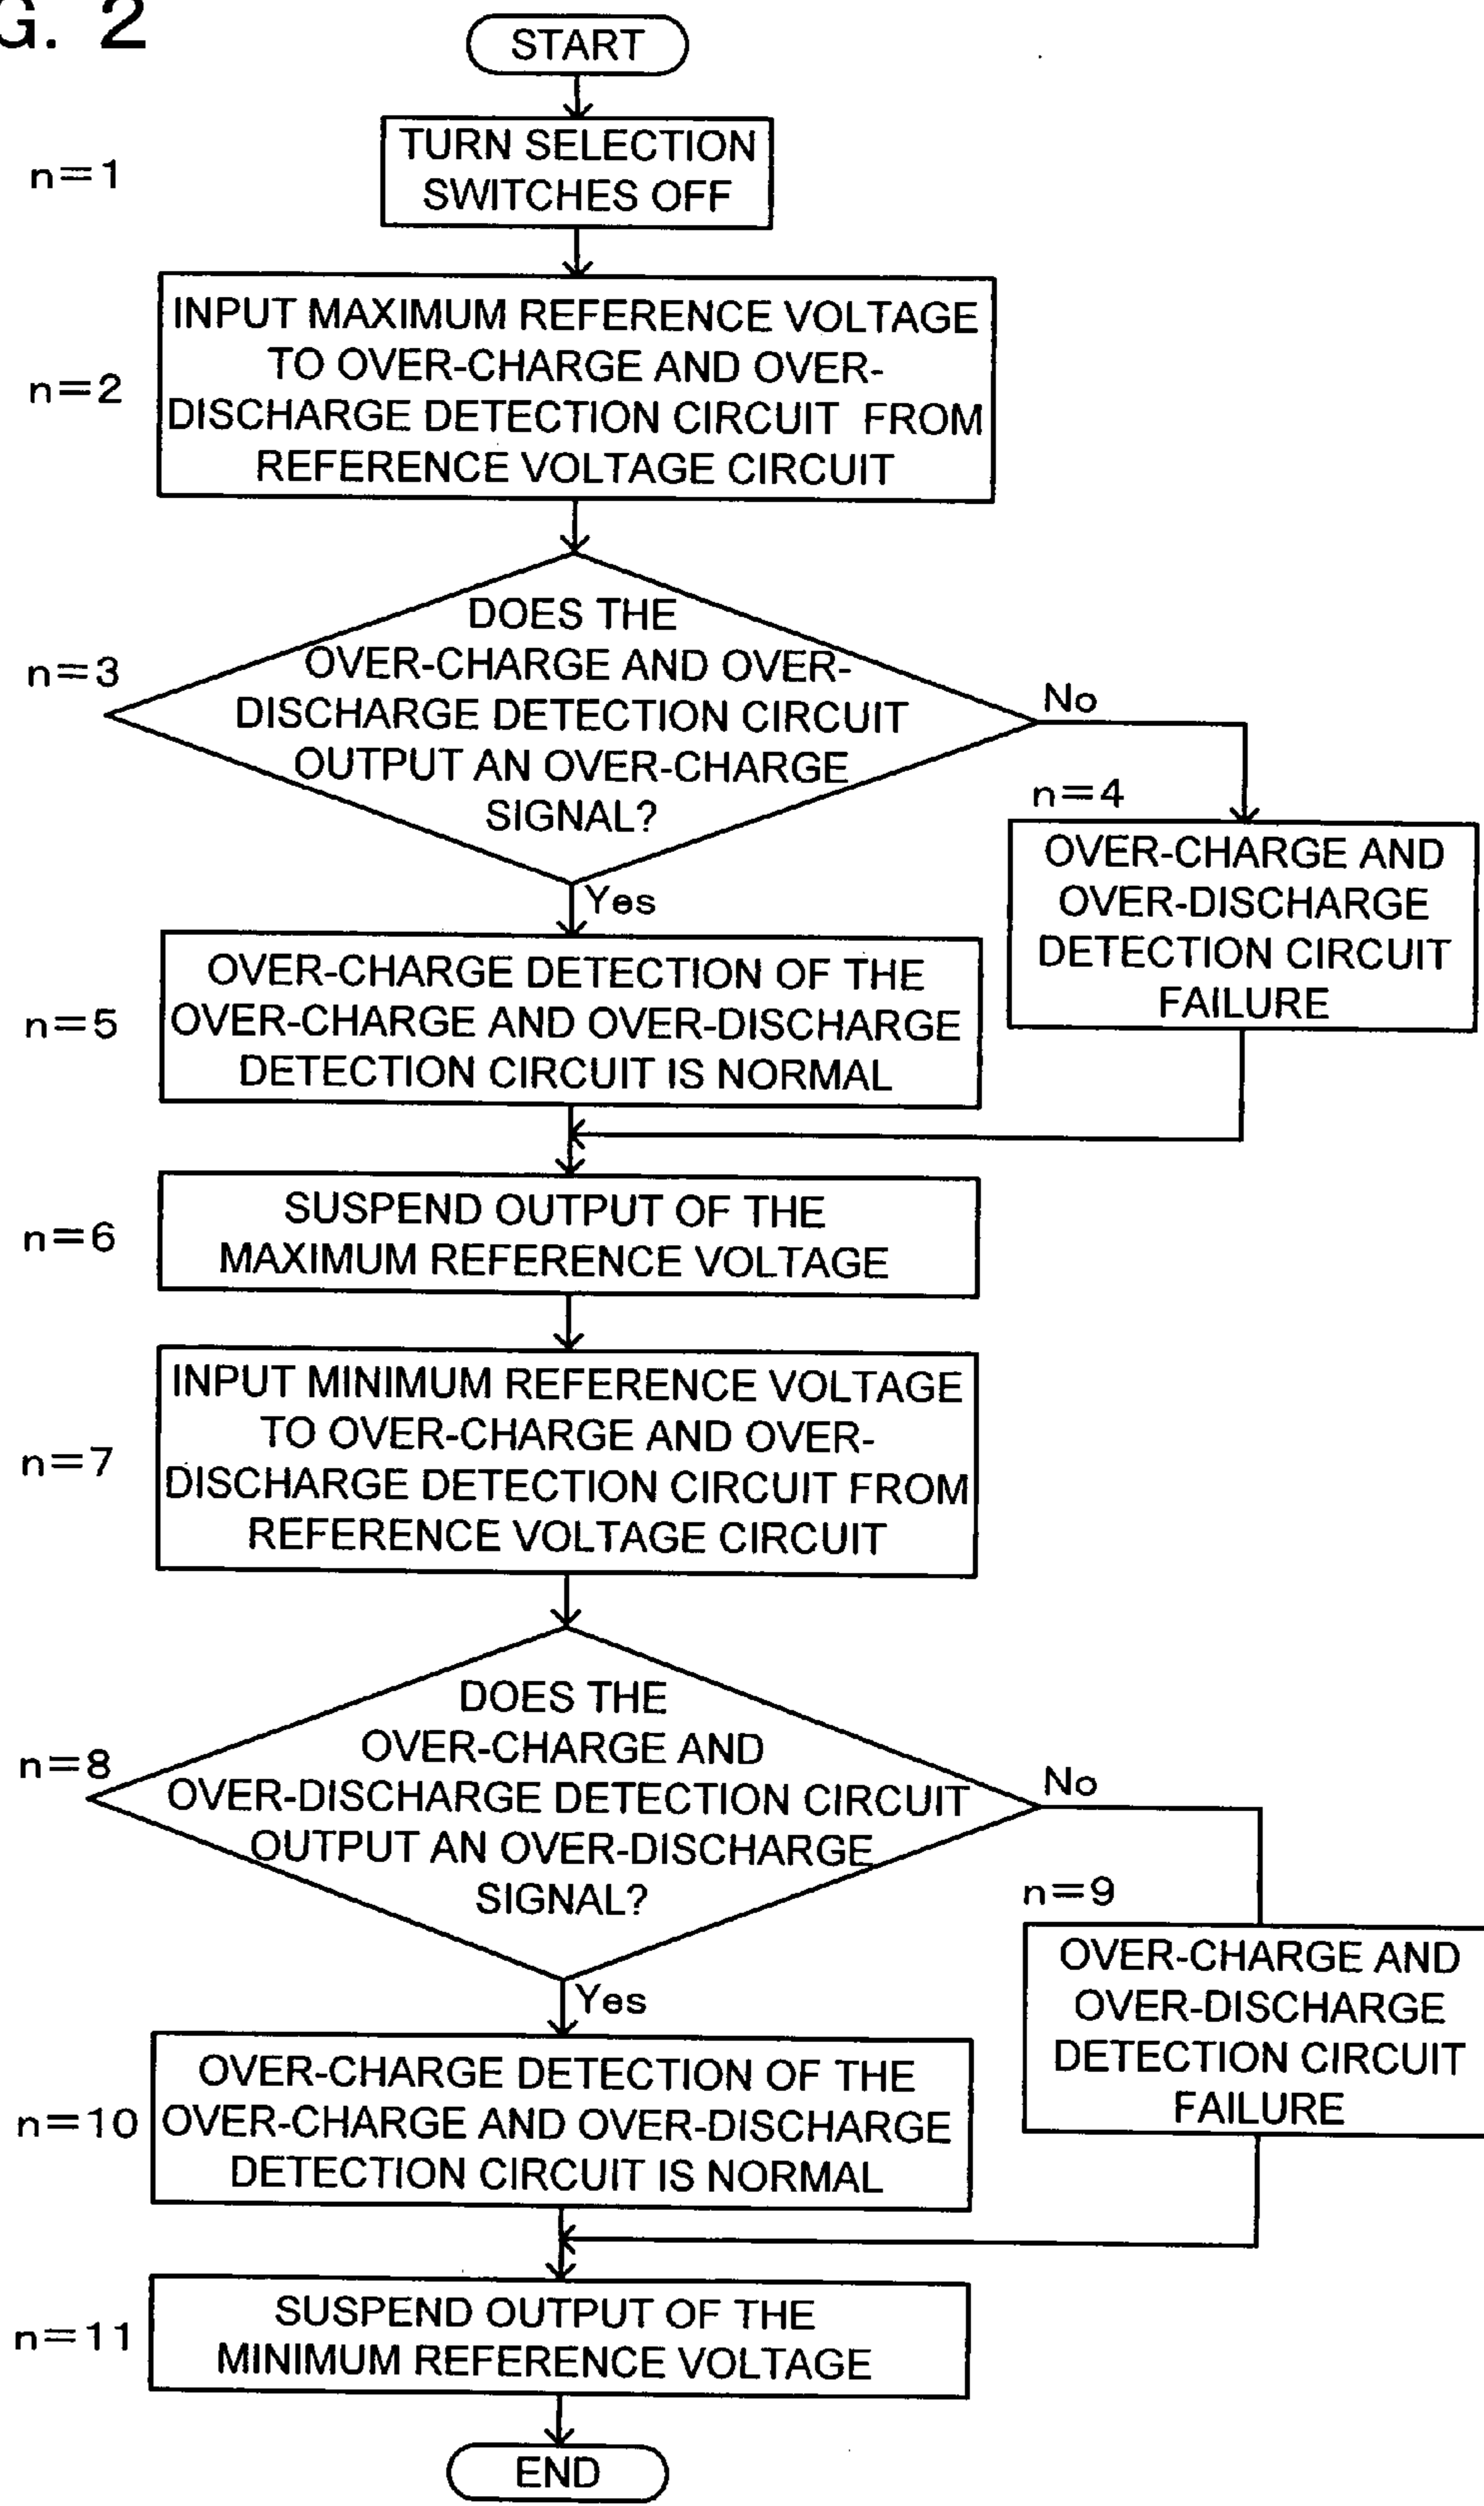 G. 2
START
n=1
TURN SELECTION
SWITCHES OFF
n=2
INPUT MAXIMUM REFERENCE VOLTAGE
TO OVER-CHARGE AND OVER-
DISCHARGE DETECTION CIRCUIT FROM
REFERENCE VOLTAGE CIRCUIT
n=3
DOES THE
OVER-CHARGE AND OVER-
DISCHARGE DETECTION CIRCUIT
OUTPUT AN OVER-CHARGE
SIGNAL?
No
Yes
n=4
OVER-CHARGE AND
OVER-DISCHARGE
DETECTION CIRCUIT
FAILURE
n=5
OVER-CHARGE DETECTION OF THE
OVER-CHARGE AND OVER-DISCHARGE
DETECTION CIRCUIT IS NORMAL
n=6
SUSPEND OUTPUT OF THE
MAXIMUM REFERENCE VOLTAGE
n=7
INPUT MINIMUM REFERENCE VOLTAGE
TO OVER-CHARGE AND OVER-
DISCHARGE DETECTION CIRCUIT FROM
REFERENCE VOLTAGE CIRCUIT
n=8
DOES THE
OVER-CHARGE AND
OVER-DISCHARGE DETECTION CIRCUIT
OUTPUT AN OVER-DISCHARGE
SIGNAL?
No
Yes
n=9
OVER-CHARGE AND
OVER-DISCHARGE
DETECTION CIRCUIT
FAILURE
n=10
OVER-CHARGE DETECTION OF THE
OVER-CHARGE AND OVER-DISCHARGE
DETECTION CIRCUIT IS NORMAL
n=11
SUSPEND OUTPUT OF THE
MINIMUM REFERENCE VOLTAGE
END